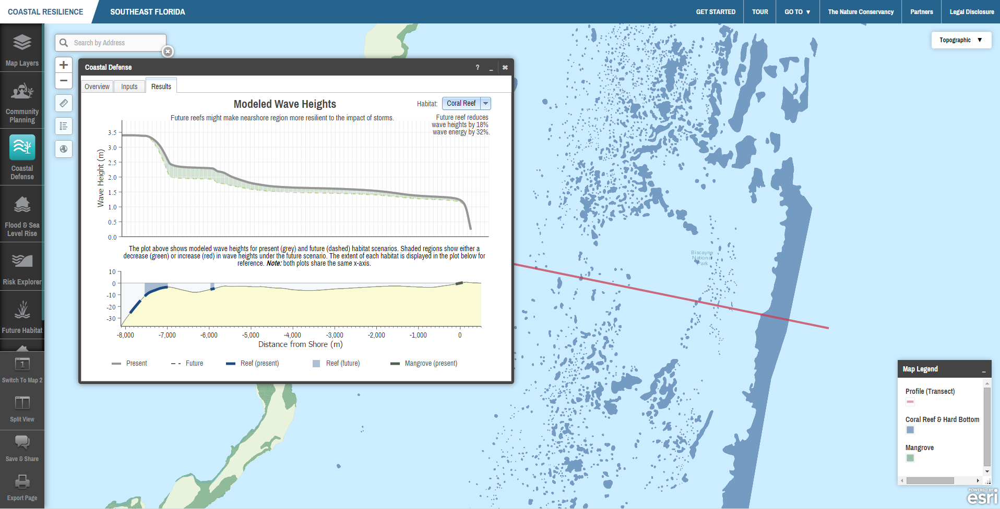 COASTAL RESILIENCE
SOUTHEAST FLORIDA
GET STARTED
TOUR
GO TO ▼
The Nature Conservancy
Partners
Legal Disclosure
Map Layers
Community
Planning
Coastal
Defense
Flood & Sea
Level Rise
Risk Explorer
Future Habitat
1
Switch To Map 2
Split View
Save & Share
Export Page
Search by Address
Topographic ▼
Coastal Defense
?
Overview
Inputs
Results
Modeled Wave Heights
Habitat:
Coral Reef
Future reefs might make nearshore region more resilient to the impact of storms.
Future reef reduces
wave heights by 18%
wave energy by 32%.
Wave Height (m)
3.5
3.0
2.5
2.0
1.5
1.0
0.5
0.0
The plot above shows modeled wave heights for present (grey) and future (dashed) habitat scenarios. Shaded regions show either a
decrease (green) or increase (red) in wave heights under the future scenario. The extent of each habitat is displayed in the plot below for
reference. Note: both plots share the same x-axis.
10
0
-10
-20
-30
-8,000
-7,000
-6,000
-5,000
-4,000
-3,000
-2,000
-1,000
0
Distance from Shore (m)
Present
Future
Reef (present)
Reef (future)
Mangrove (present)
Biscayne
National
Park
Map Legend
Profile (Transect)
Coral Reef & Hard Bottom
Mangrove
POWERED BY
esri